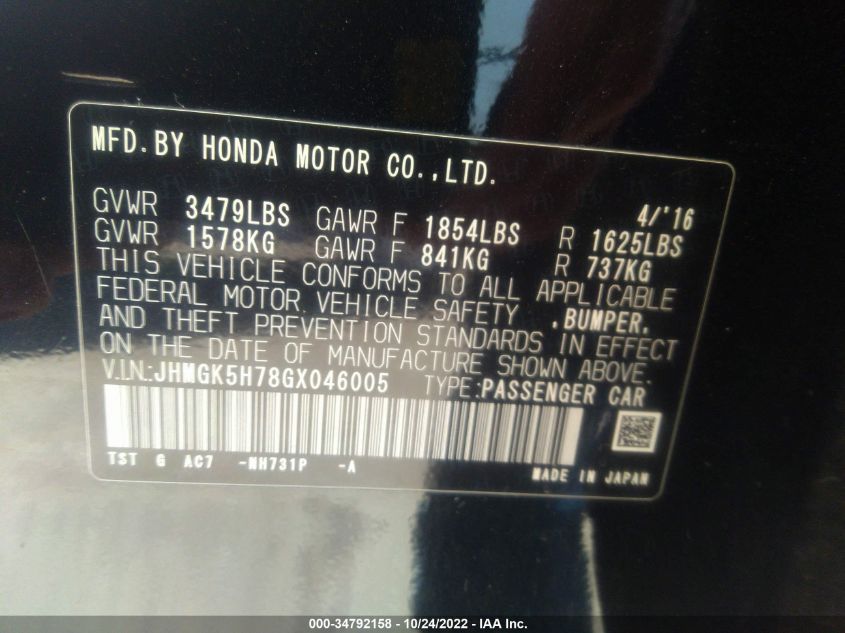 MFD.BY HONDA MOTOR CO.,LTD.
4/'16
GVWR 3479LBS GAWR F 1854LBS R 1625LBS
GVWR 1578KG GAWR F 841KG R 737KG
THIS VEHICLE CONFORMS TO ALL APPLICABLE
FEDERAL MOTOR VEHICLE SAFETY ,BUMPER,
AND THEFT PREVENTION STANDARDS IN EFFECT
ON THE DATE OF MANUFACTURE SHOWN ABOVE.
V.I.N.:JHMGK5H78GX046005 TYPE:PASSENGER CAR
TST G AC7 -NH731P -A
MADE IN JAPAN
000-34792158 - 10/24/2022 - IAA Inc.